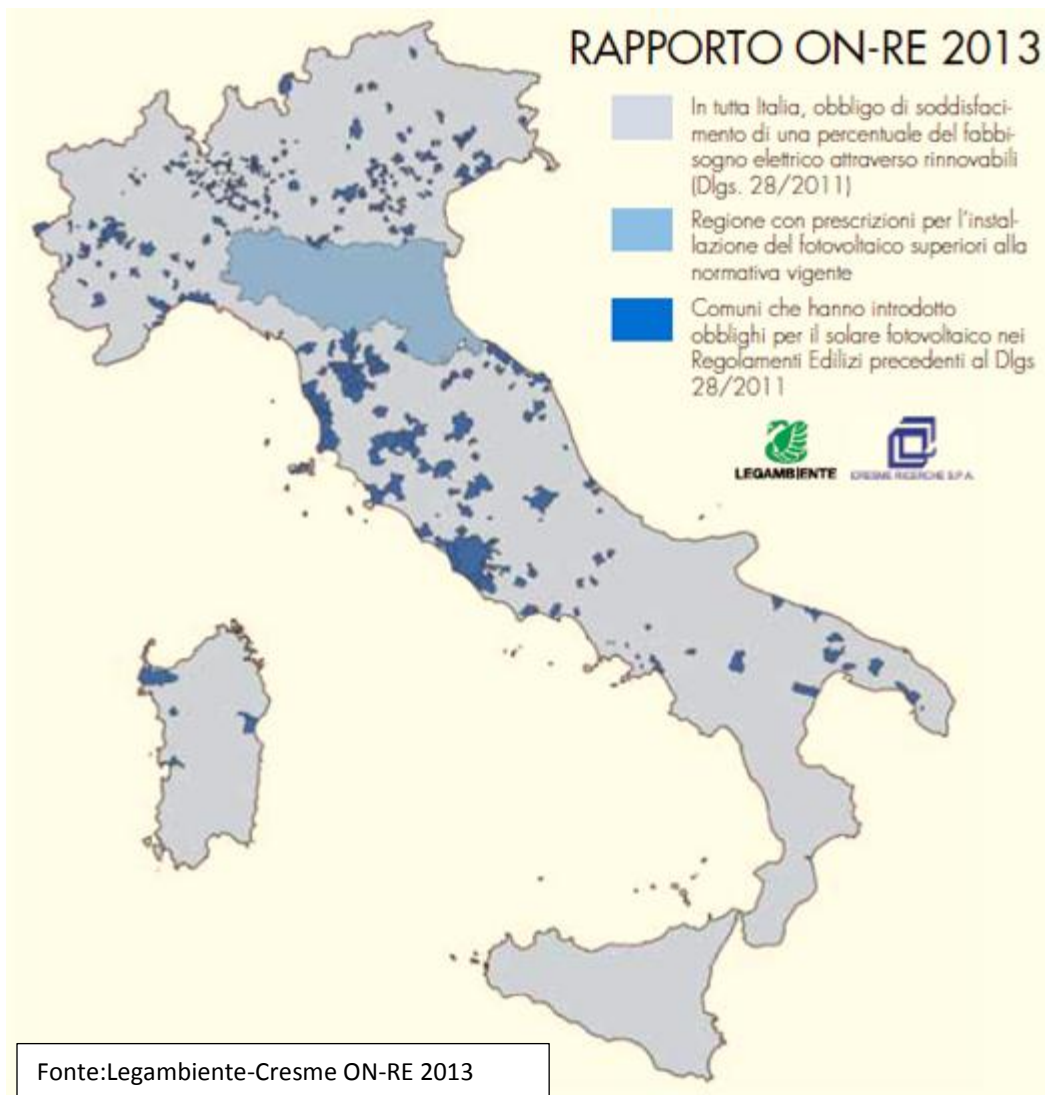 RAPPORTO ON-RE 2013
In tutta Italia, obbligo di soddisfaci-
mento di una percentuale del fabbi-
sogno elettrico attraverso rinnovabili
(Dlgs. 28/2011)
Regione con prescrizioni per l'instal-
lazione del fotovoltaico superiori alla
normativa vigente
Comuni che hanno introdotto
obblighi per il solare fotovoltaico nei
Regolamenti Edilizi precedenti al Dlgs
28/2011
LEGAMBIENTE
CRESME RICERCHE S.P.A.
Fonte:Legambiente-Cresme ON-RE 2013